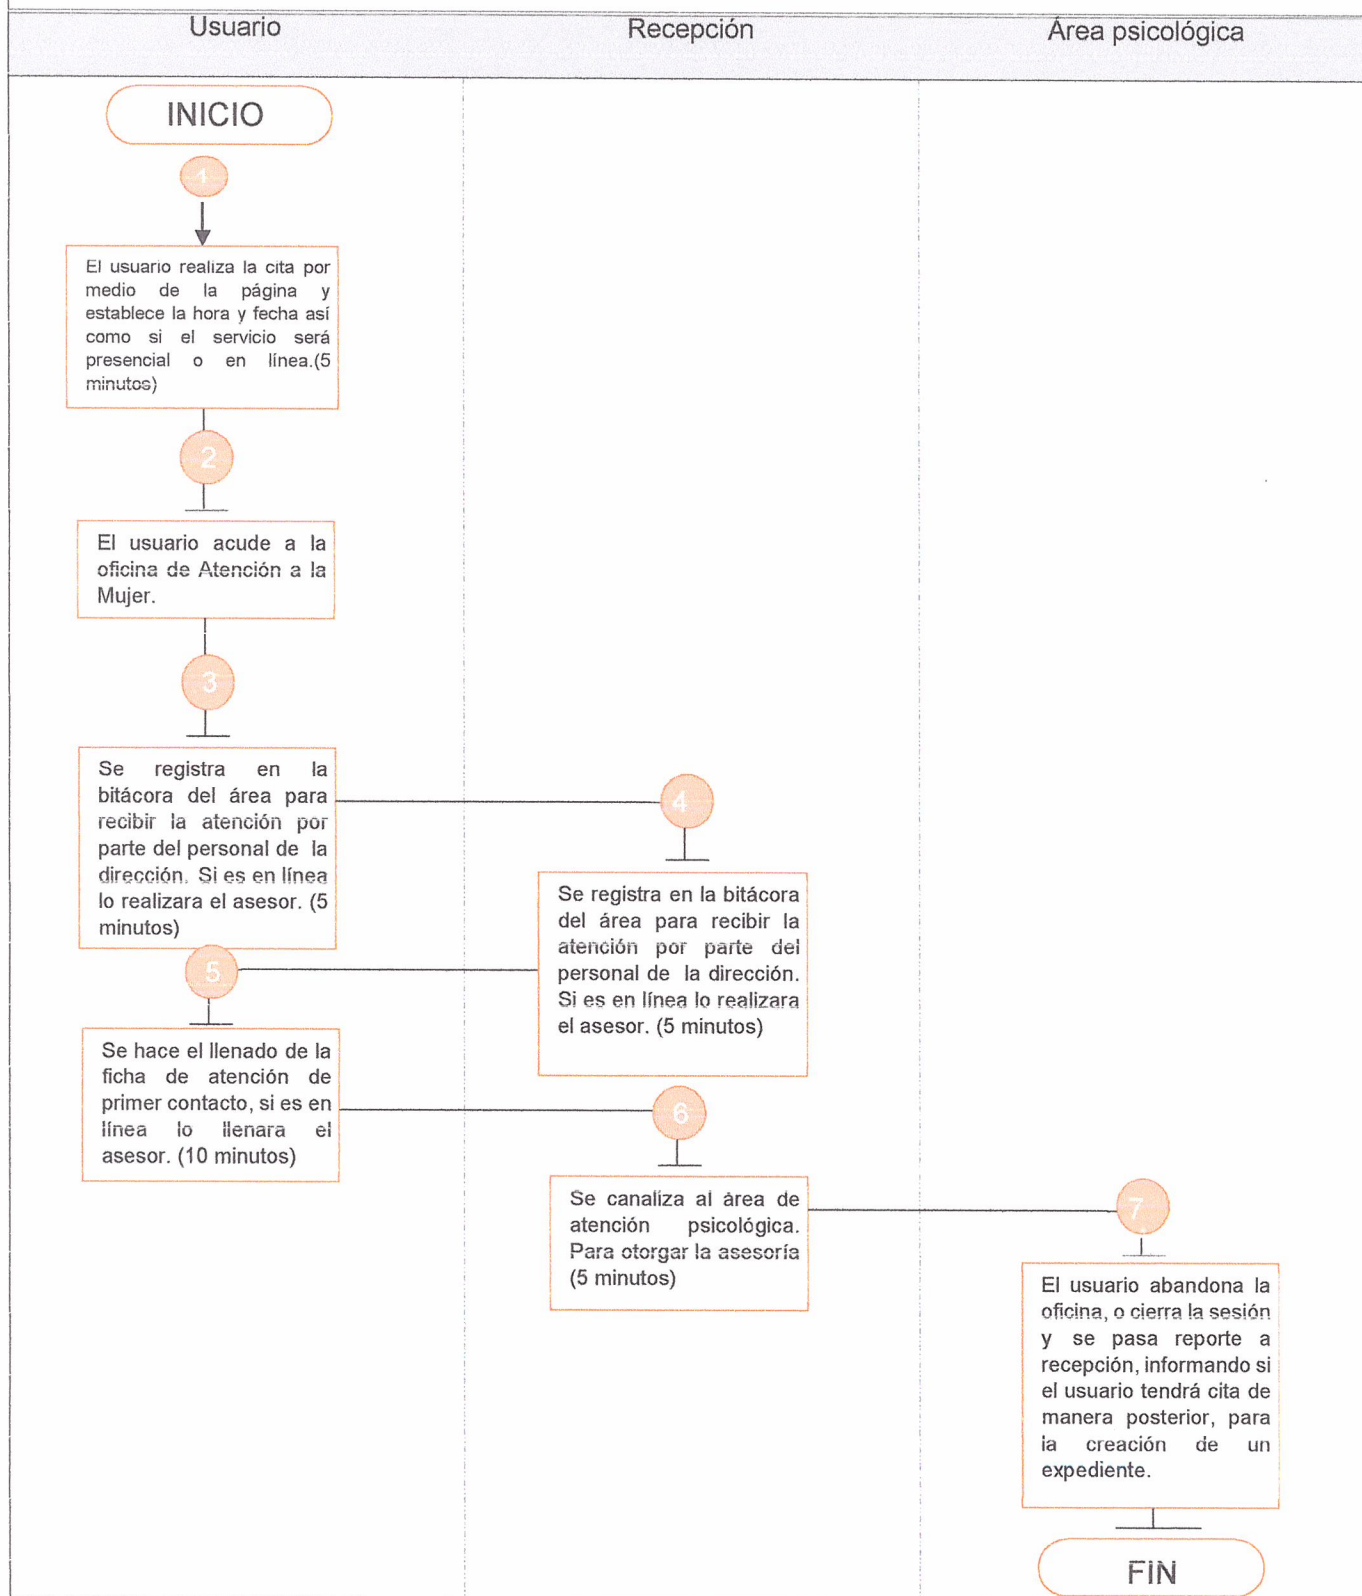 Usuario
Recepción
Área psicológica
INICIO
1
El usuario realiza la cita por
medio de la página y
establece la hora y fecha así
como si el servicio será
presencial o en línea.(5
minutos)
2
El usuario acude a la
oficina de Atención a la
Mujer.
3
Se registra en la
bitácora del área para
recibir la atención por
parte del personal de la
dirección. Si es en línea
lo realizara el asesor. (5
minutos)
4
Se registra en la bitácora
del área para recibir la
atención por parte del
personal de la dirección.
Si es en línea lo realizara
el asesor. (5 minutos)
5
Se hace el llenado de la
ficha de atención de
primer contacto, si es en
línea lo llenara el
asesor. (10 minutos)
6
Se canaliza al área de
atención psicológica.
Para otorgar la asesoría
(5 minutos)
7
El usuario abandona la
oficina, o cierra la sesión
y se pasa reporte a
recepción, informando si
el usuario tendrá cita de
manera posterior, para
la creación de un
expediente.
FIN